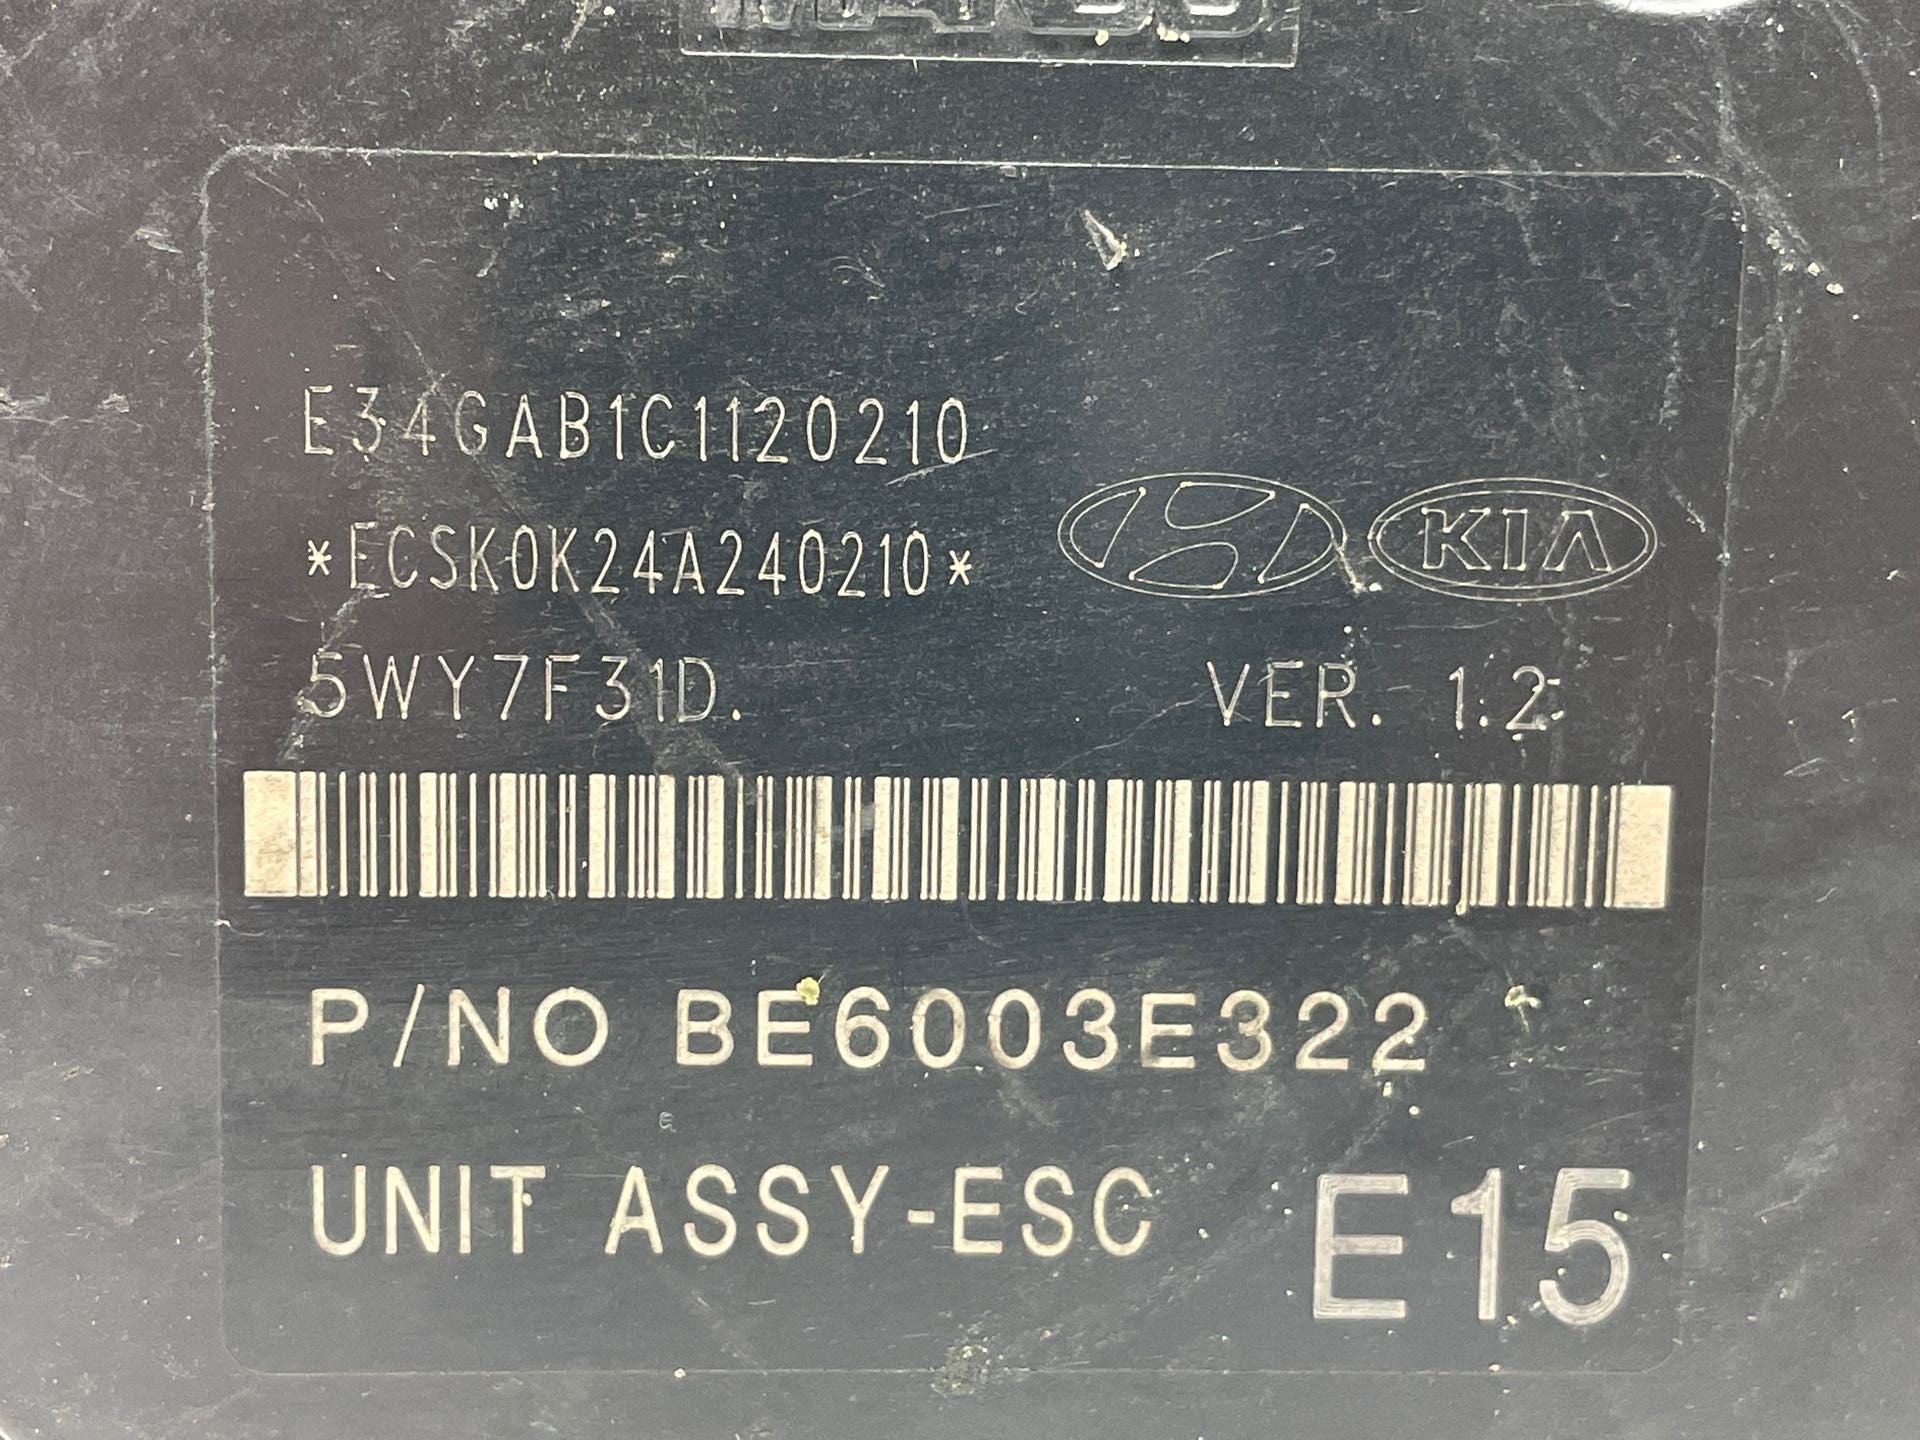 E34GAB1C1120210
*ECSK0K24A240210*
KIA
5WY7F31D. VER. 1.2
P/NO BE6003E322
UNIT ASSY-ESC E15